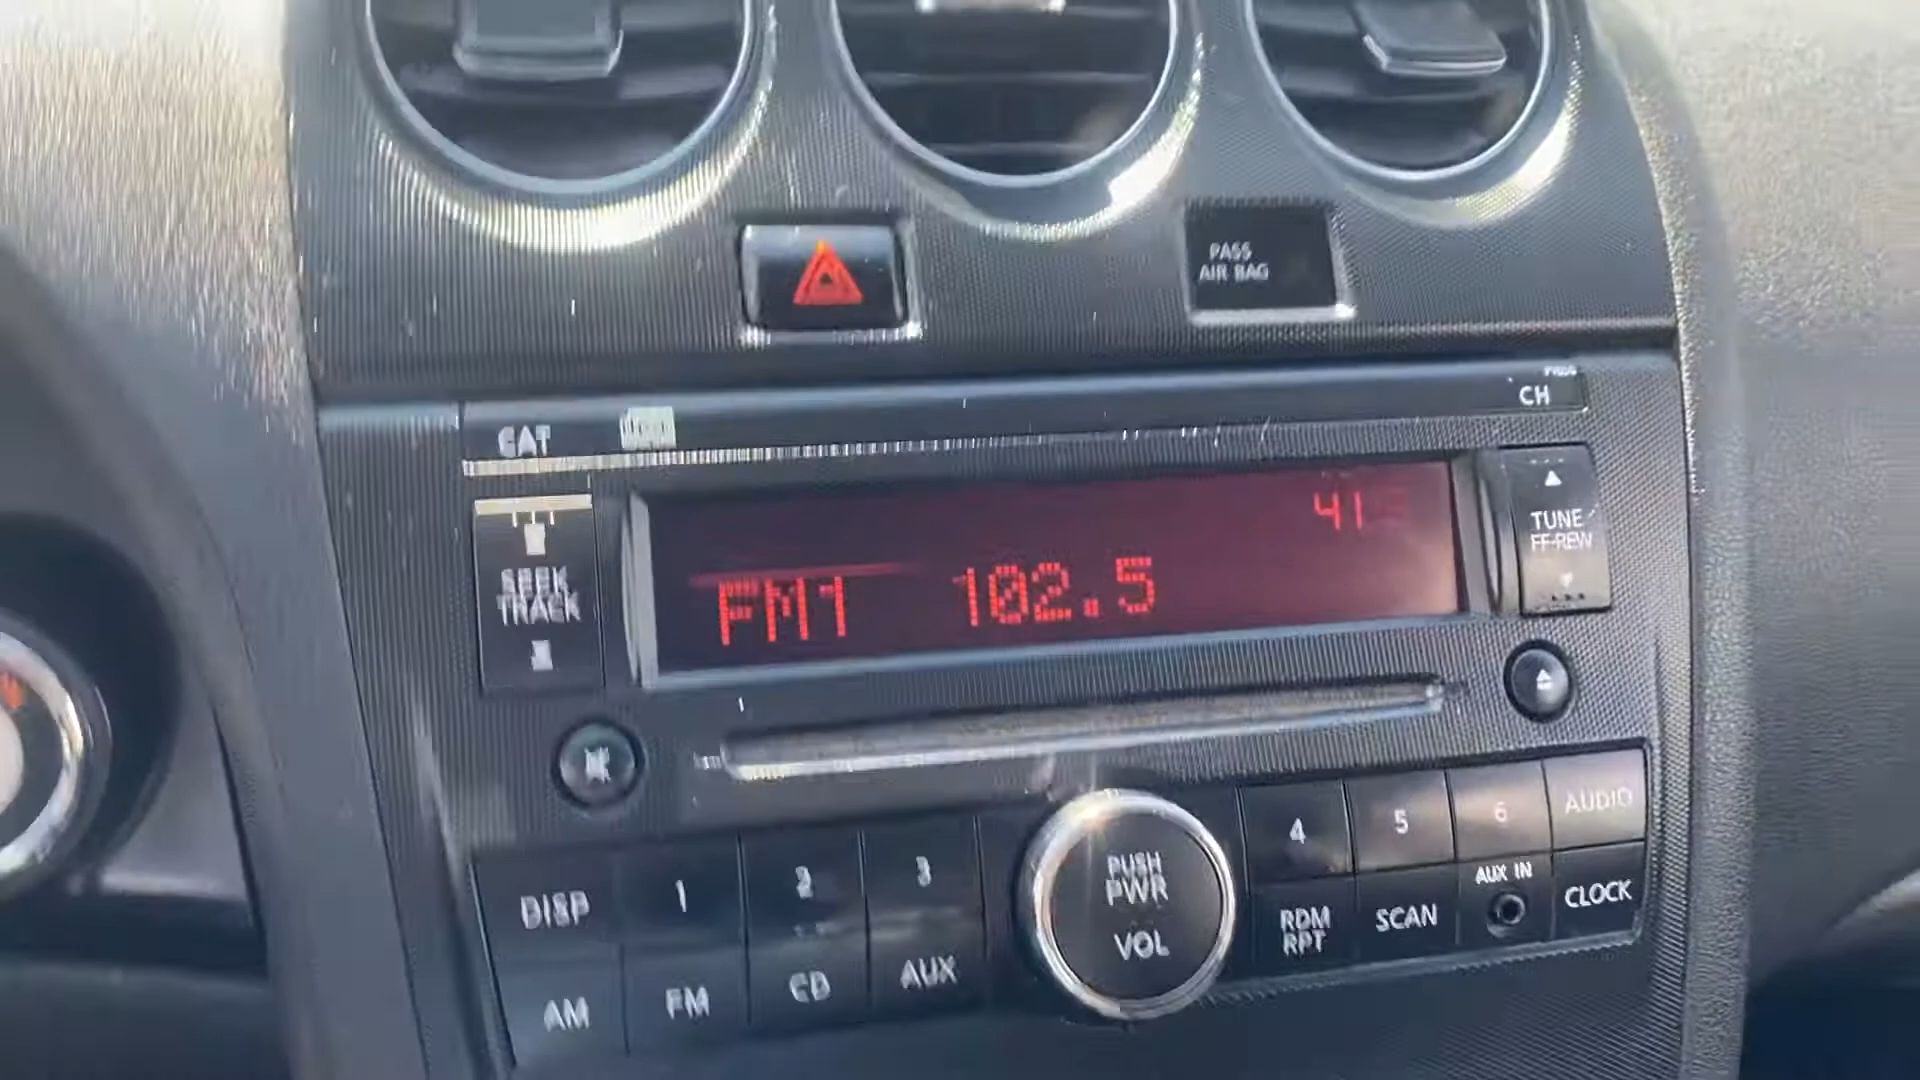 PASS
AIR BAG
CH
CAT
41
TUNE
FF-REW
SEEK
TRACK
FM1 102.5
DISP
1
2
3
PUSH
PWR
VOL
4
5
6
AUDIO
AM
FM
CD
AUX
RDM
RPT
SCAN
AUX IN
CLOCK